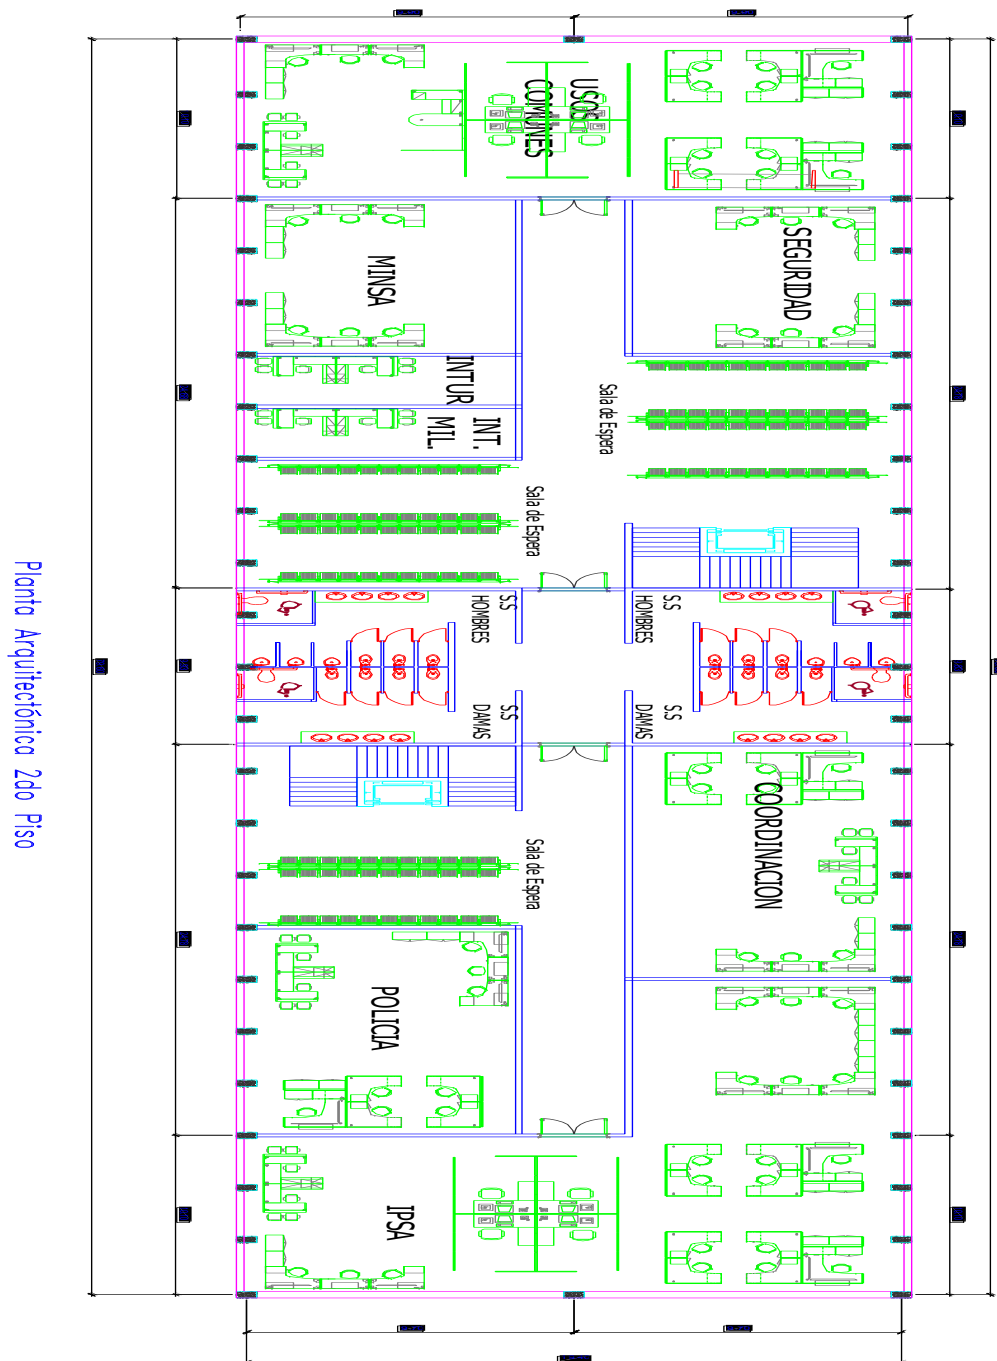 USOS
COMUNES
SEGURIDAD
MINSA
INTUR
INT.
MIL.
Sala de Espera
Sala de Espera
S.S
HOMBRES
S.S
HOMBRES
S.S
DAMAS
S.S
DAMAS
COORDINACION
Sala de Espera
POLICIA
IPSA
Planta Arquitectónica 2do Piso